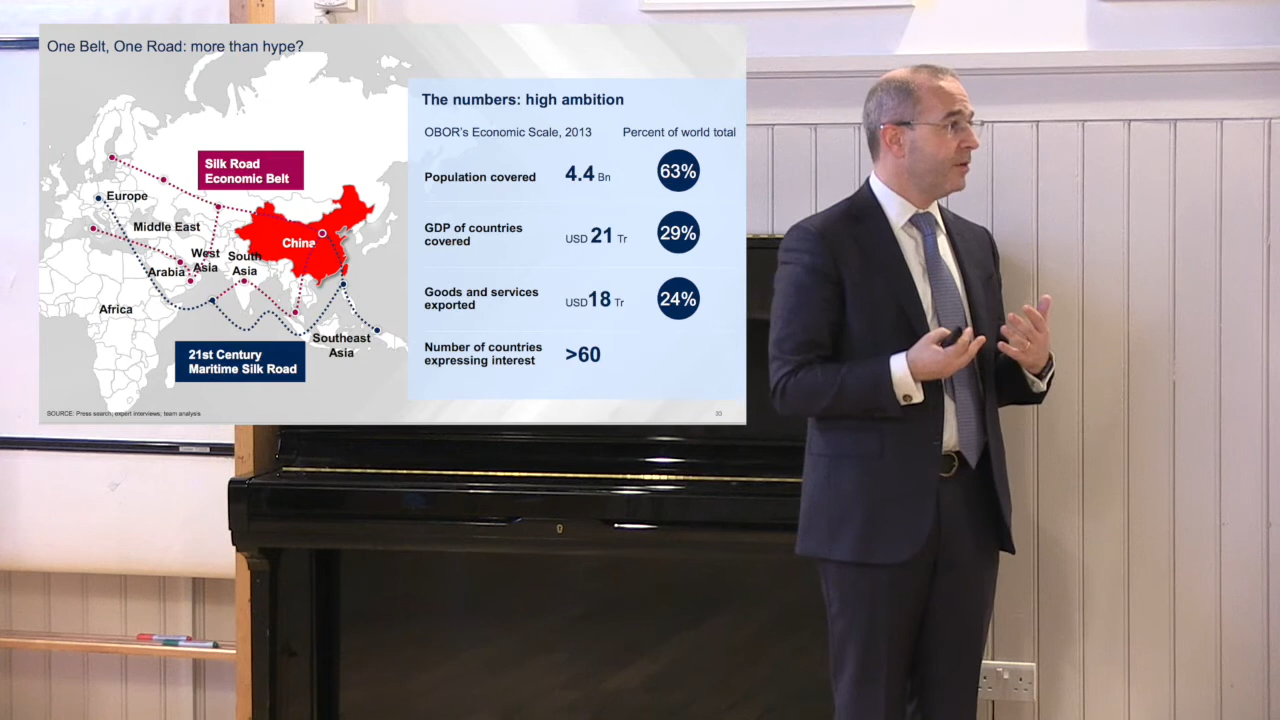 One Belt, One Road: more than hype?
The numbers: high ambition
OBOR's Economic Scale, 2013 Percent of world total
Population covered 4.4 Bn 63%
GDP of countries
covered
USD 21 Tr 29%
Goods and services
exported
USD18 Tr 24%
Number of countries
expressing interest
>60
Silk Road
Economic Belt
Europe
Middle East
China
West
Asia
South
Asia
Arabia
Africa
Southeast
Asia
21st Century
Maritime Silk Road
SOURCE: Press search; expert interviews; team analysis
33